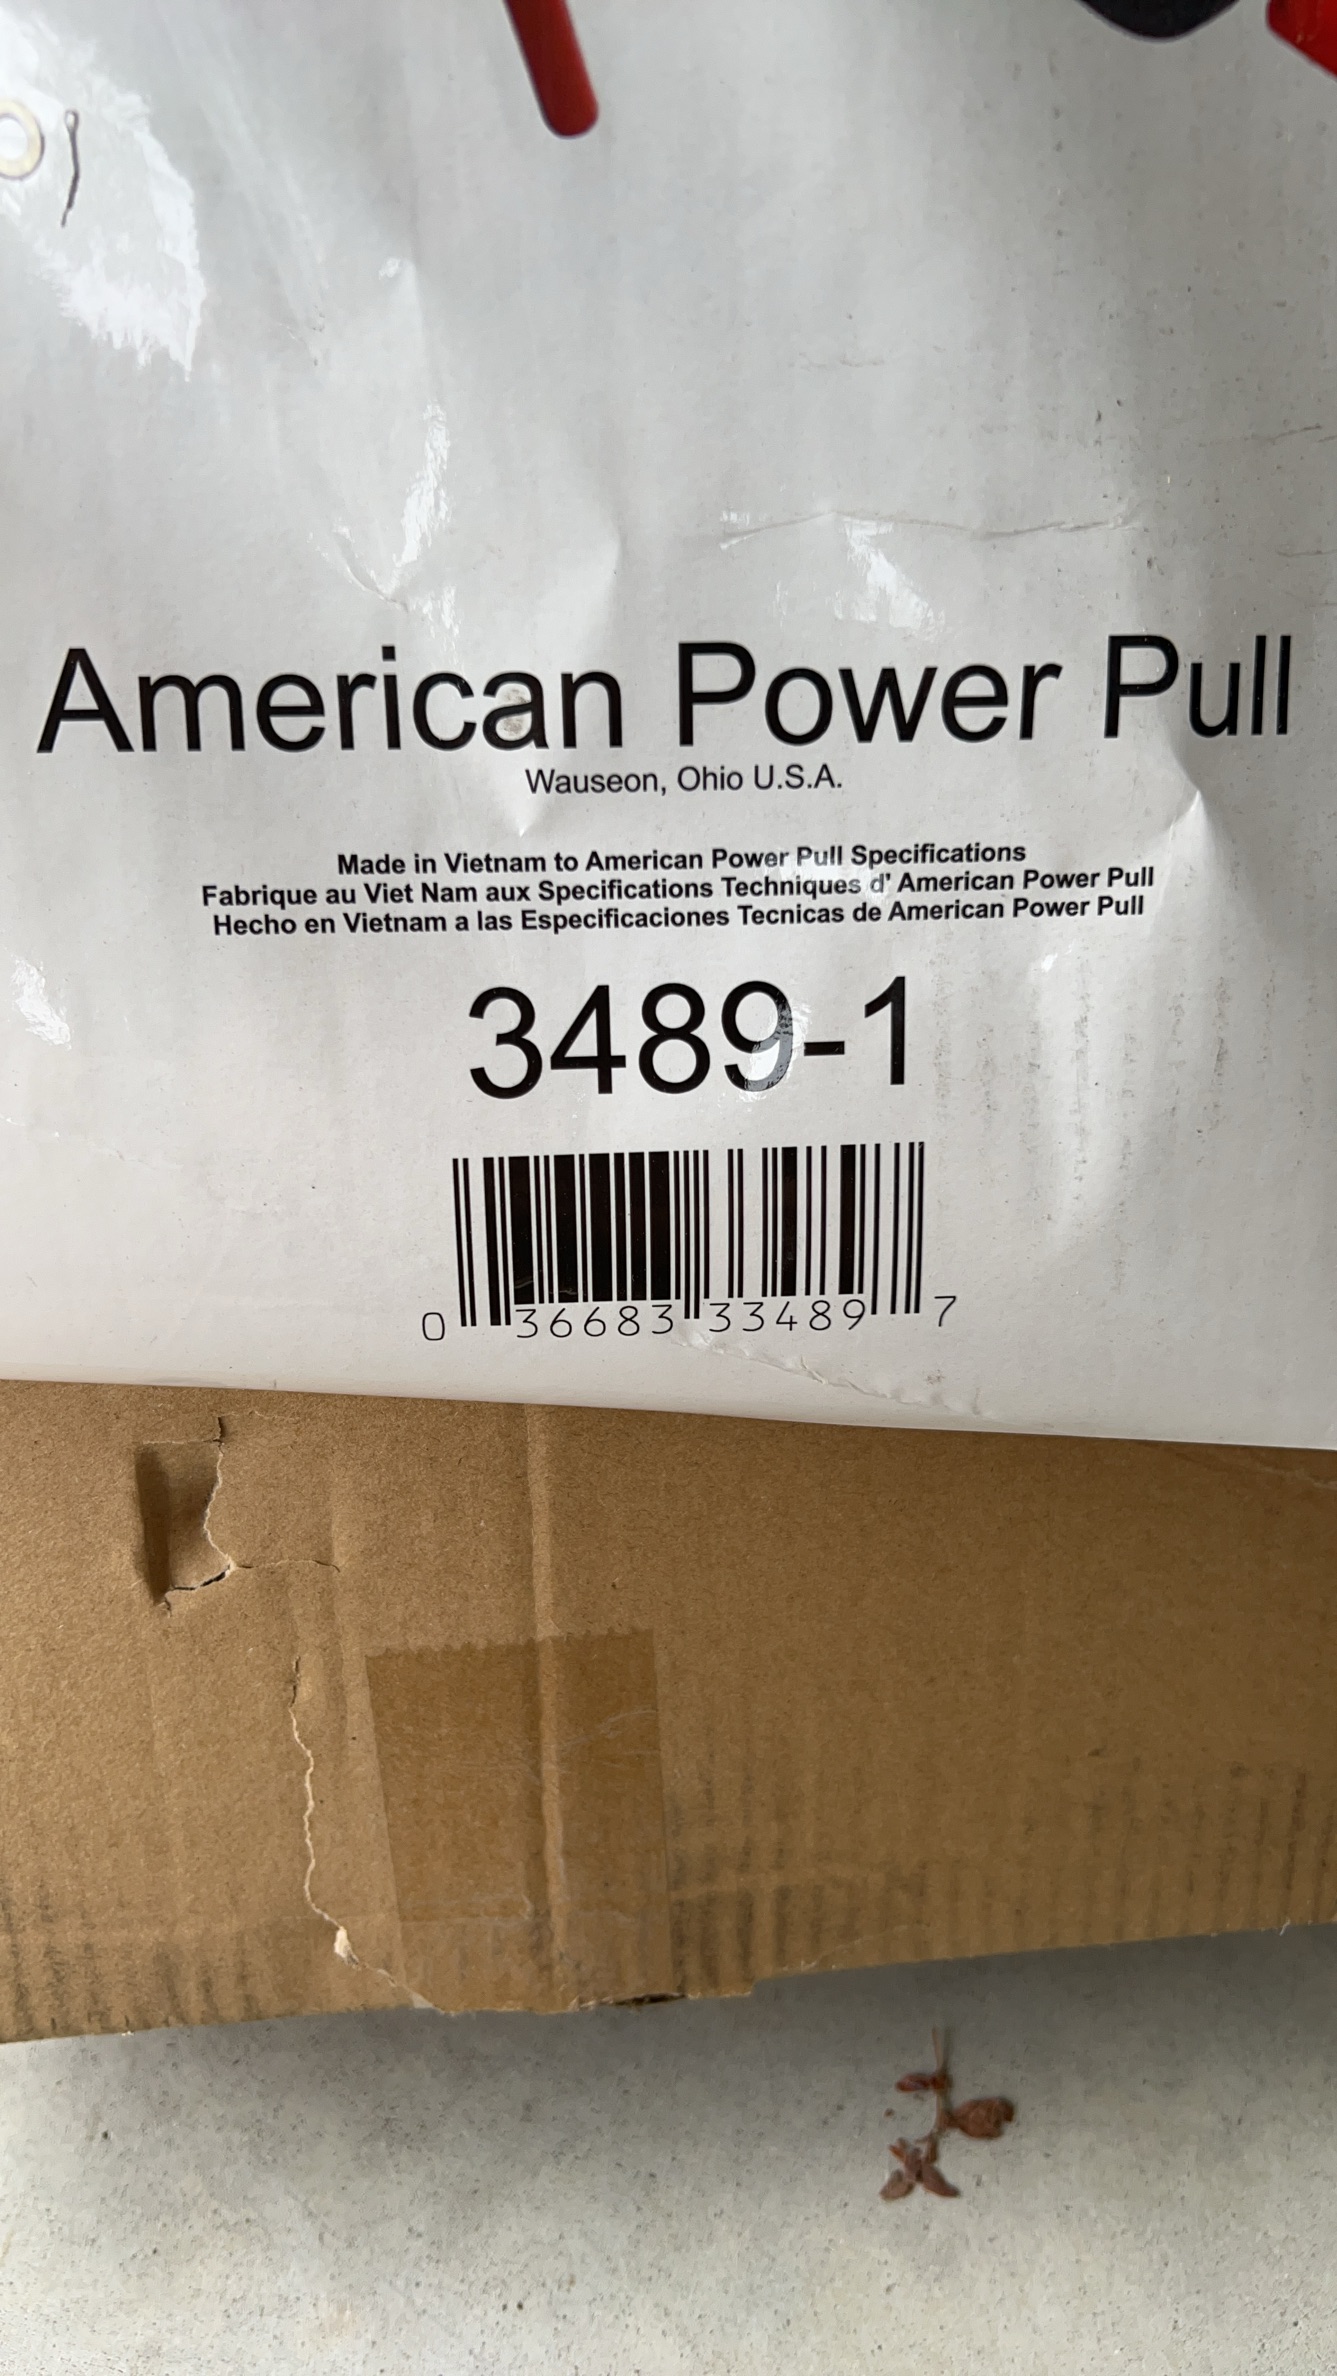 American Power Pull
Wauseon, Ohio U.S.A.
Made in Vietnam to American Power Pull Specifications
Fabrique au Viet Nam aux Specifications Techniques d' American Power Pull
Hecho en Vietnam a las Especificaciones Tecnicas de American Power Pull
3489-1
0 36683 33489 7